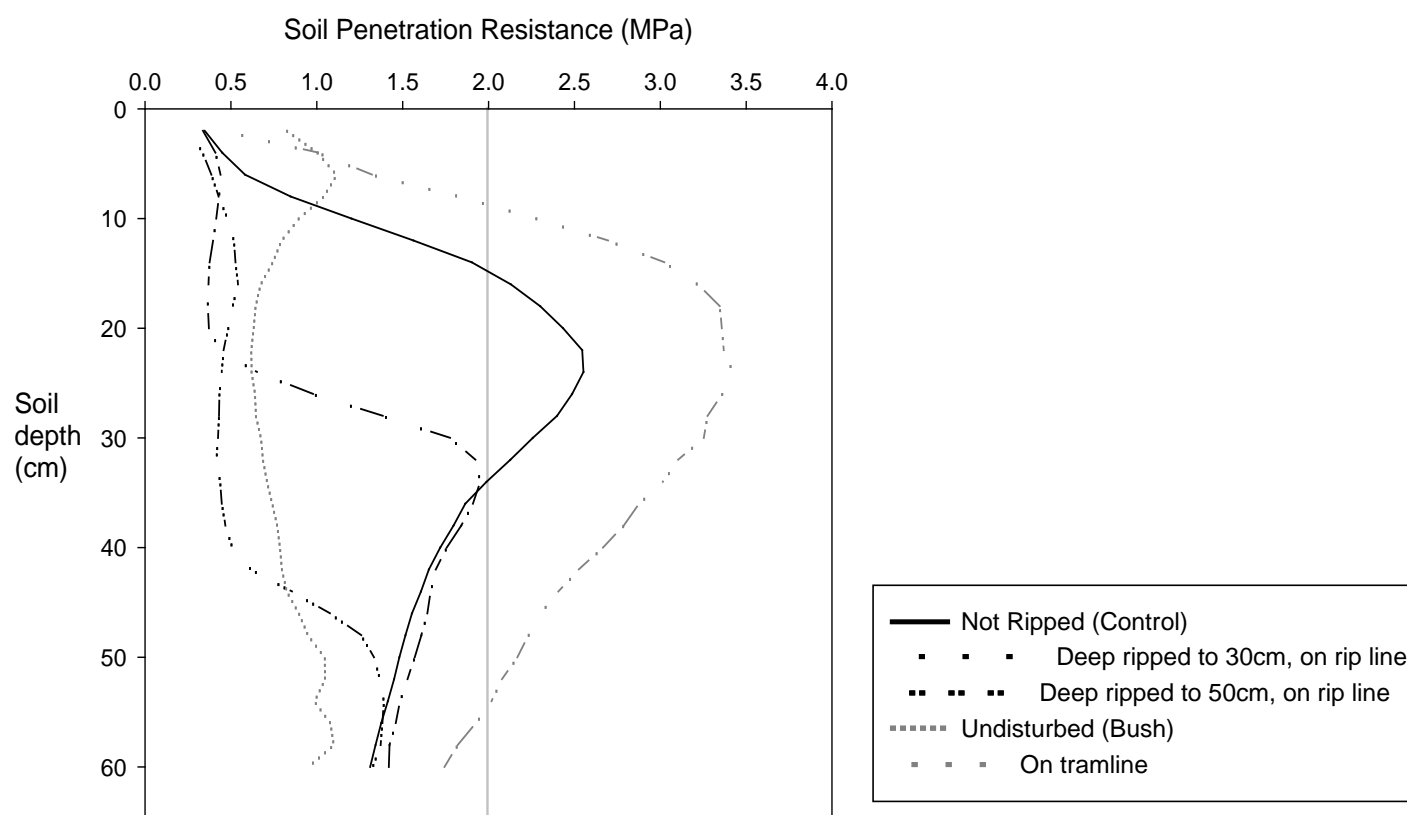 Soil Penetration Resistance (MPa)
0.0 0.5 1.0 1.5 2.0 2.5 3.0 3.5 4.0
0
10
20
30
40
50
60
Soil
depth
(cm)
Not Ripped (Control)
Deep ripped to 30cm, on rip line
Deep ripped to 50cm, on rip line
Undisturbed (Bush)
On tramline